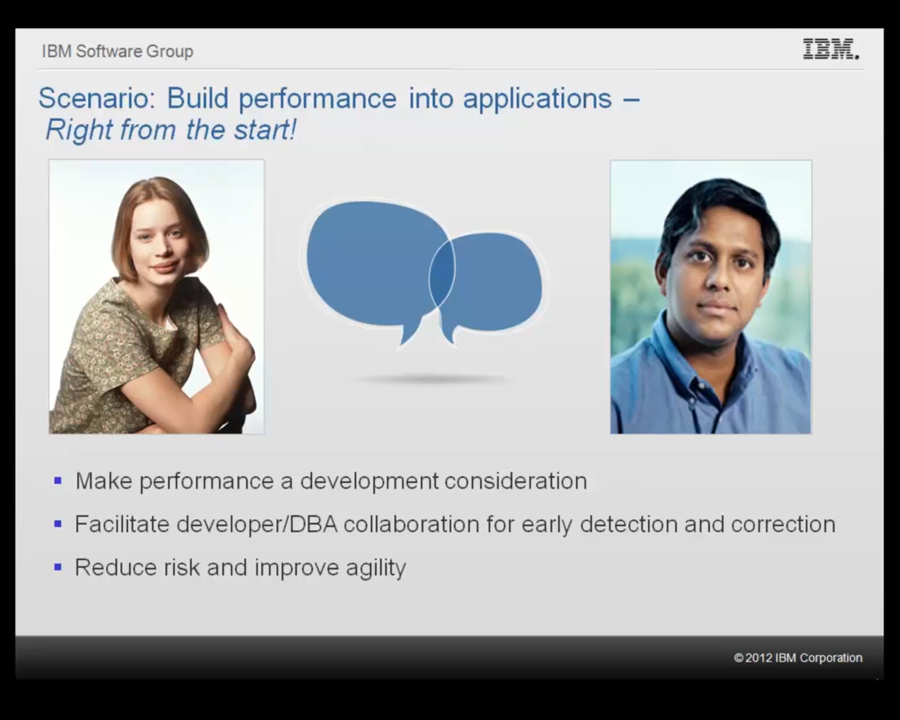 IBM Software Group
IBM.
Scenario: Build performance into applications –
Right from the start!
▪ Make performance a development consideration
▪ Facilitate developer/DBA collaboration for early detection and correction
▪ Reduce risk and improve agility
© 2012 IBM Corporation